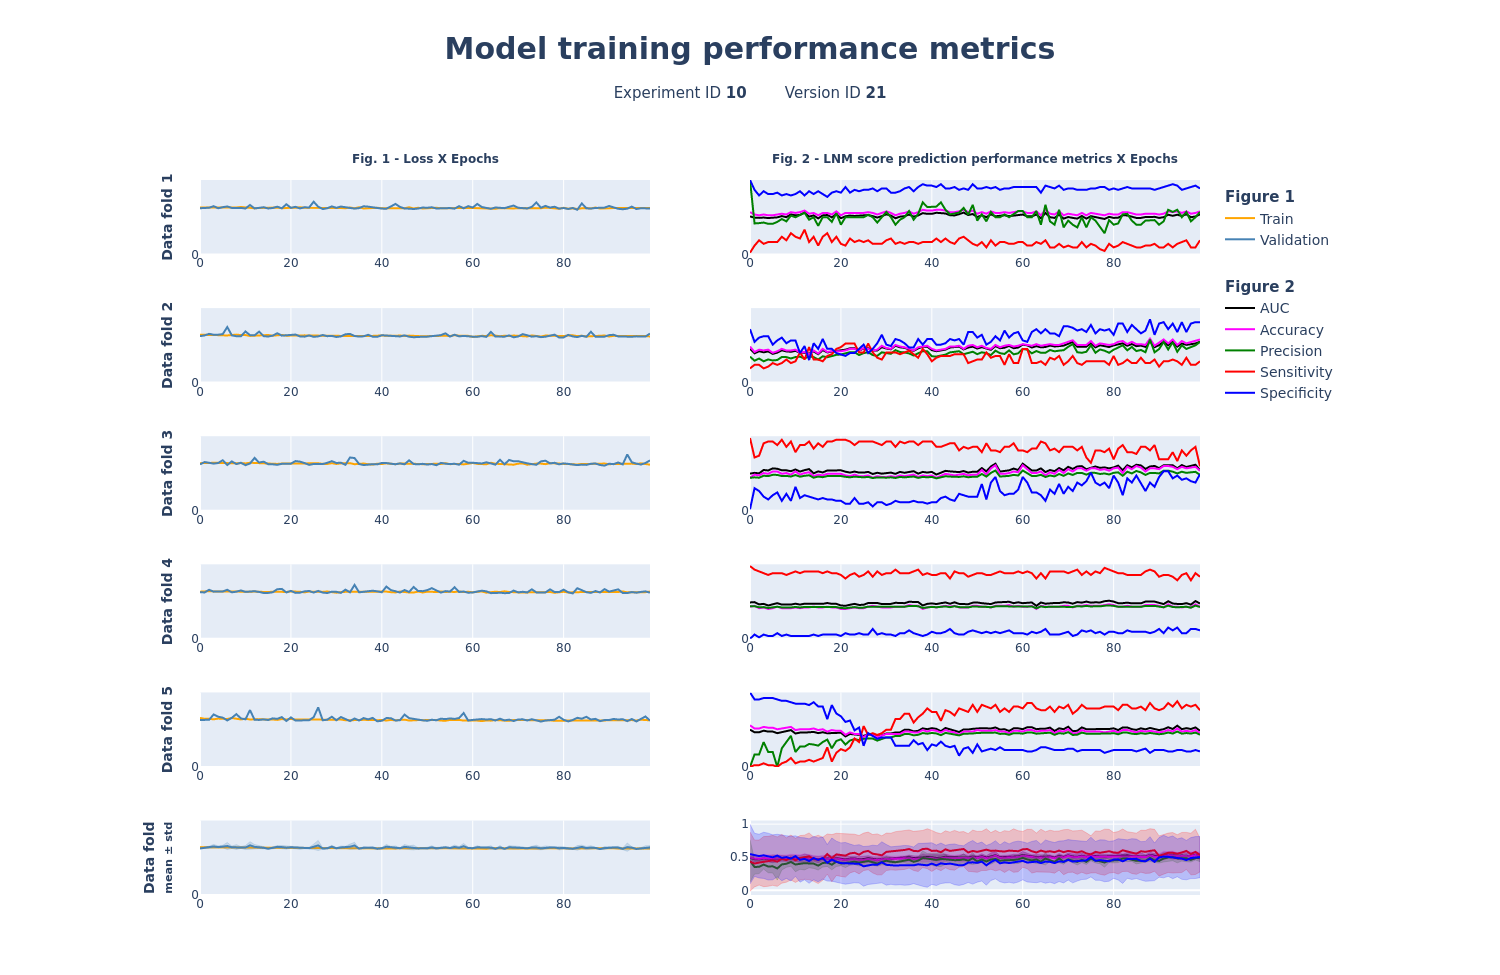 Model training performance metrics
Experiment ID 10 Version ID 21
Fig. 1 - Loss X Epochs
Fig. 2 - LNM score prediction performance metrics X Epochs
Data fold 1
0
0 20 40 60 80
0
0 20 40 60 80
Data fold 2
0
0 20 40 60 80
0
0 20 40 60 80
Data fold 3
0
0 20 40 60 80
0
0 20 40 60 80
Data fold 4
0
0 20 40 60 80
0
0 20 40 60 80
Data fold 5
0
0 20 40 60 80
0
0 20 40 60 80
Data fold
mean ± std
0
0 20 40 60 80
1
0.5
0
0 20 40 60 80
Figure 1
Train
Validation
Figure 2
AUC
Accuracy
Precision
Sensitivity
Specificity